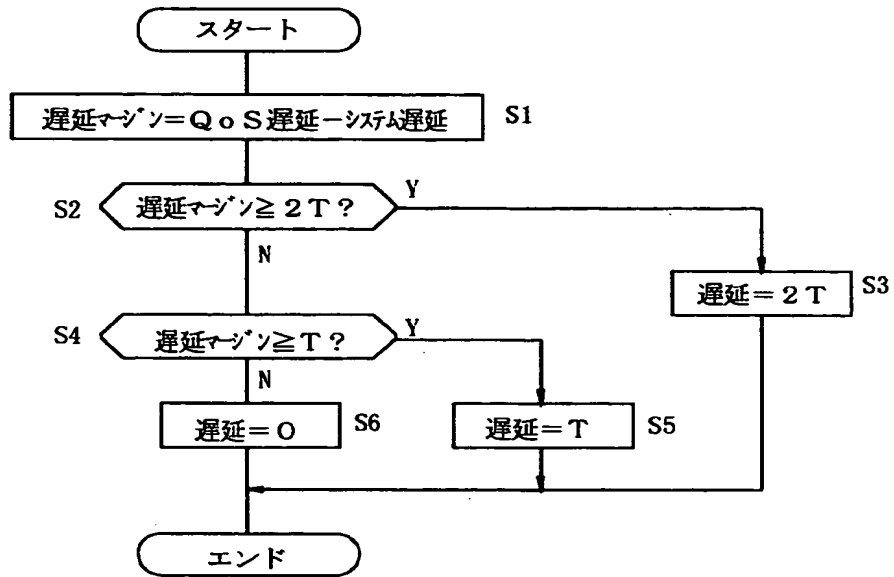 スタート
遅延マージン=QoS遅延-システム遅延 S1
S2 遅延マージン≧2T? Y
N
遅延=2T S3
S4 遅延マージン≧T? Y
N
遅延=0 S6
遅延=T S5
エンド